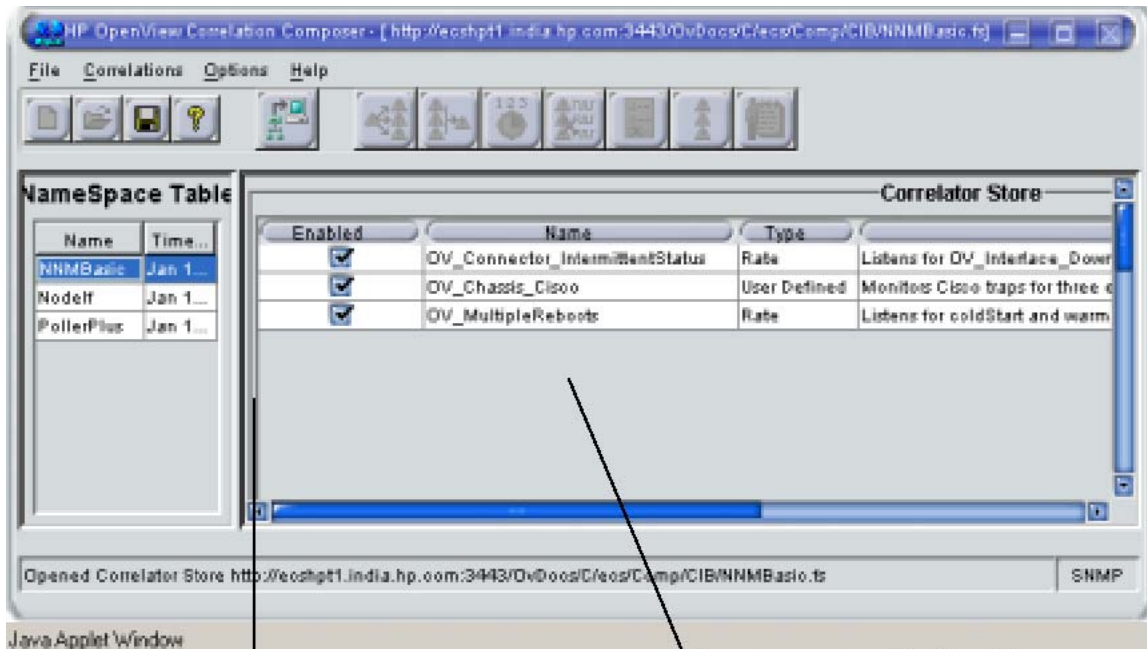 HP OpenView Correlation Composer - [ http://ecshpt1.india.hp.com:3443/OvDocs/C/ecs/Comp/CIB/NNMBasic.fs]
File Correlations Options Help
NameSpace Table
Name Time...
NNMBasic Jan 1...
NodeIf Jan 1...
PollerPlus Jan 1...
Correlator Store
Enabled Name Type
OV_Connector_IntermittentStatus Rate Listens for OV_Interface_Down
OV_Chassis_Cisco User Defined Monitors Cisco traps for three
OV_MultipleReboots Rate Listens for coldStart and warm
Opened Correlator Store http://ecshpt1.india.hp.com:3443/OvDocs/C/ecs/Comp/CIB/NNMBasic.fs SNMP
Java Applet Window